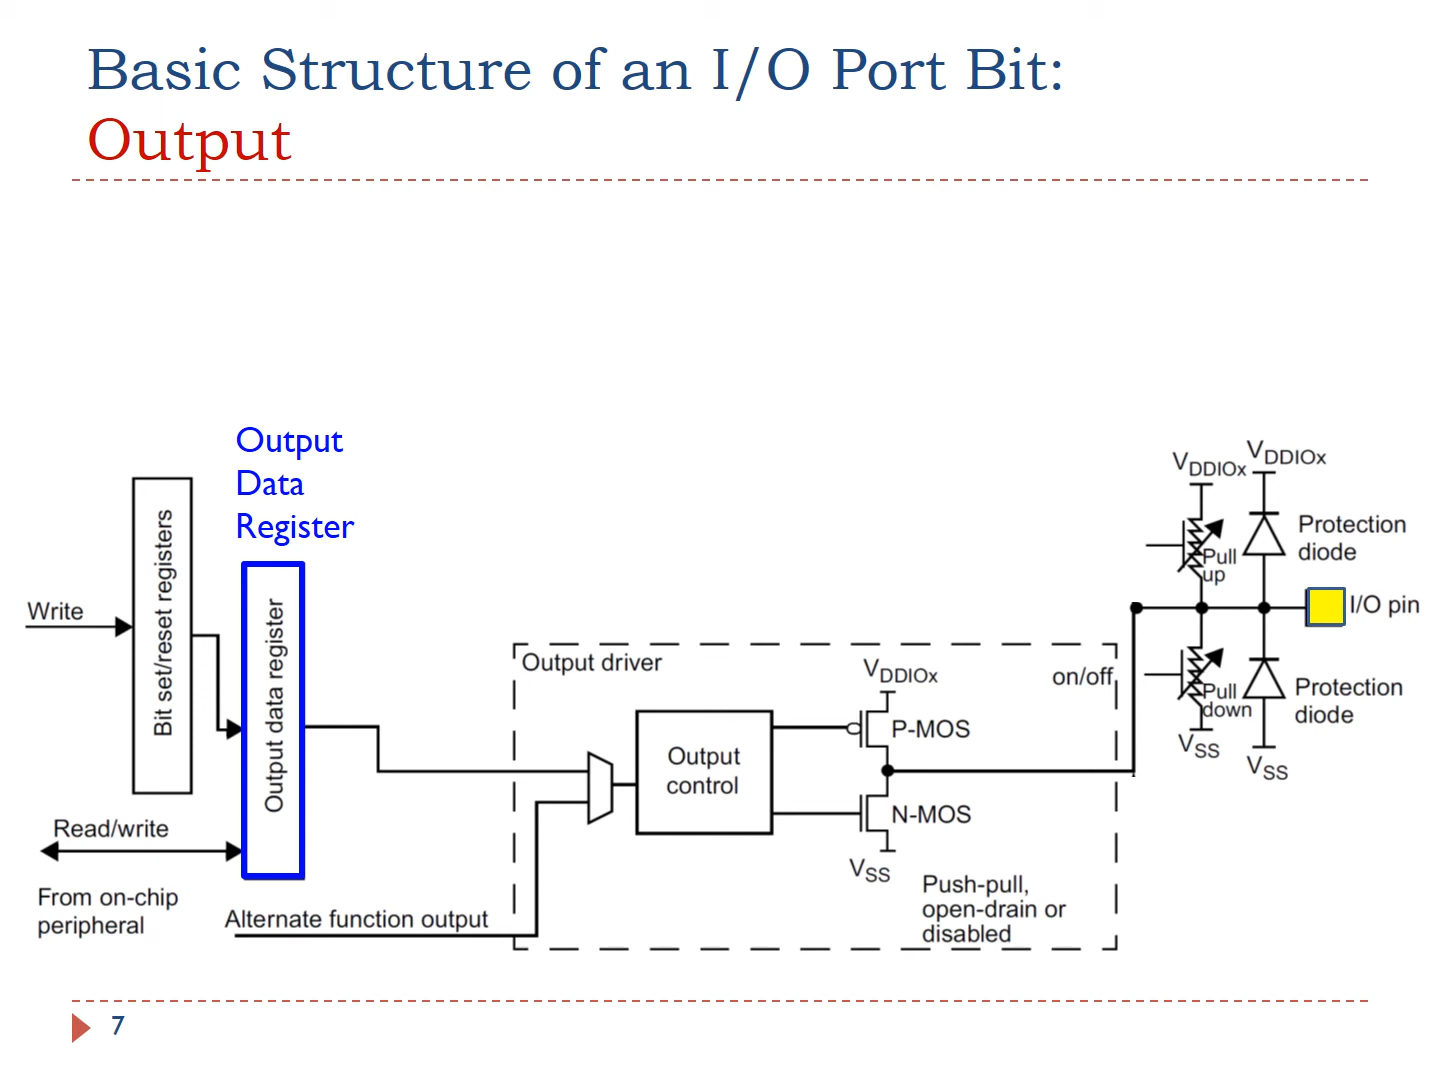 Basic Structure of an I/O Port Bit:
Output
Output
Data
Register
Bit set/reset registers
Write
Output data register
Read/write
From on-chip
peripheral
Alternate function output
Output driver
Output
control
VDDIOx
P-MOS
N-MOS
VSS
on/off
Push-pull,
open-drain or
disabled
VDDIOx
VDDIOx
Pull
up
Protection
diode
I/O pin
Pull
down
Protection
diode
VSS
VSS
7